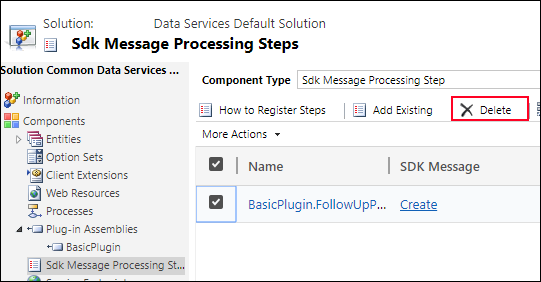 Solution: Data Services Default Solution
Sdk Message Processing Steps
Solution Common Data Services ...
Information
Components
Entities
Option Sets
Client Extensions
Web Resources
Processes
Plug-in Assemblies
BasicPlugin
Sdk Message Processing St...
Component Type Sdk Message Processing Step
How to Register Steps Add Existing Delete
More Actions
Name SDK Message
BasicPlugin.FollowUpP... Create